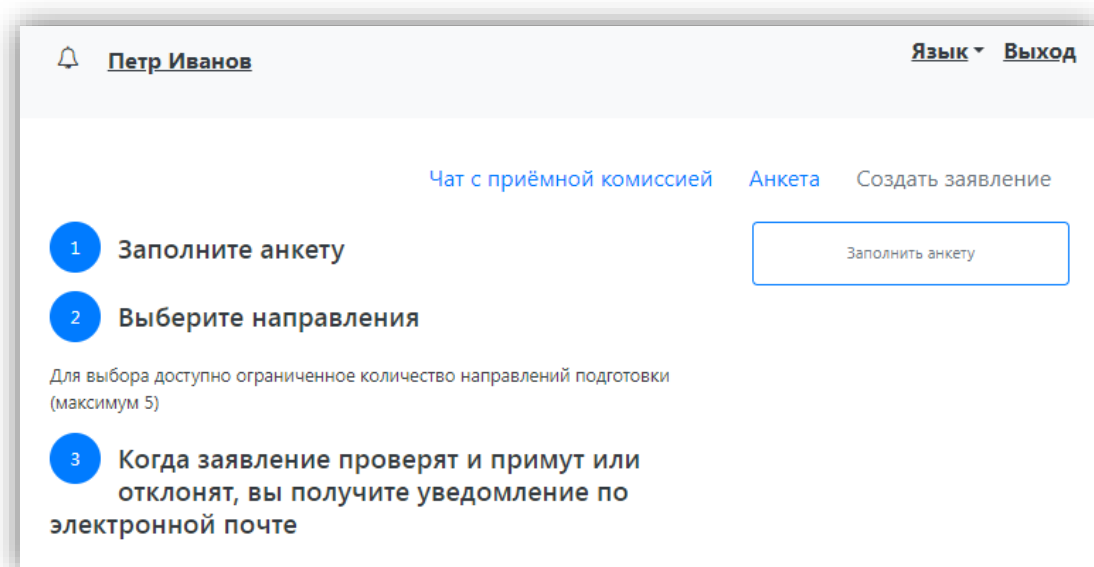 Петр Иванов
Язык Выход
Чат с приёмной комиссией Анкета Создать заявление
1 Заполните анкету
Заполнить анкету
2 Выберите направления
Для выбора доступно ограниченное количество направлений подготовки
(максимум 5)
3 Когда заявление проверят и примут или
отклонят, вы получите уведомление по
электронной почте